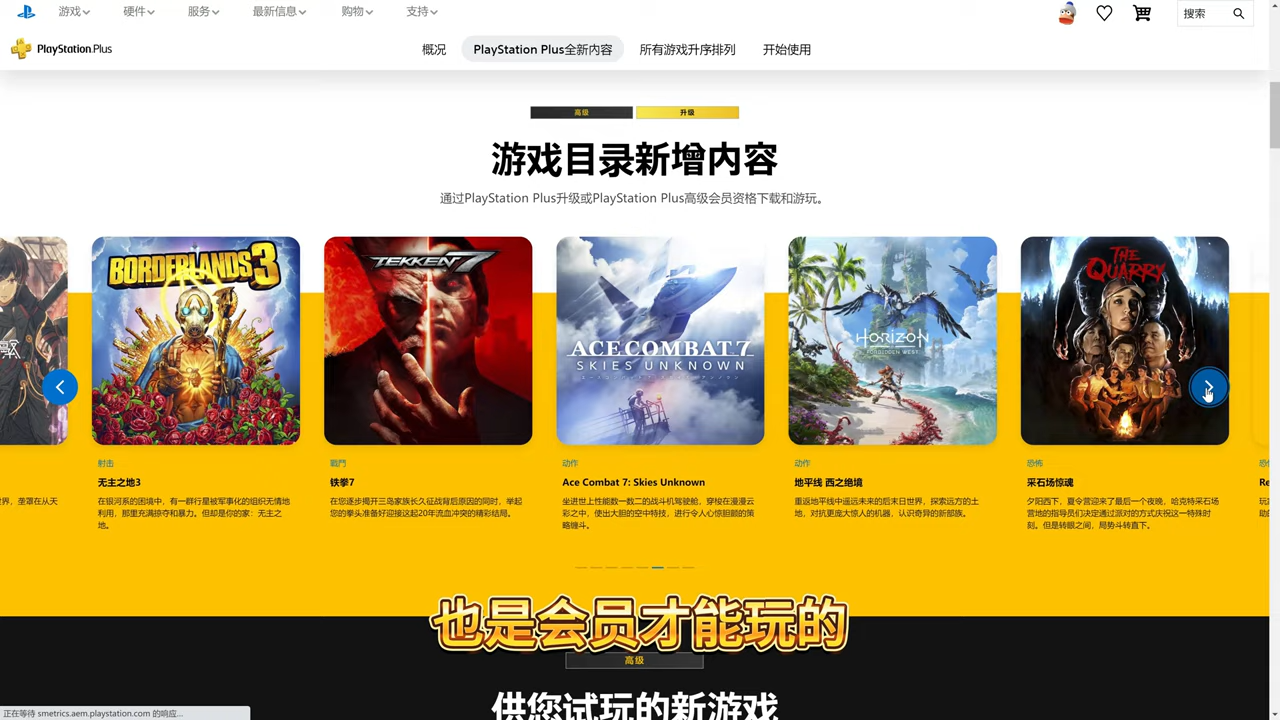 游戏
硬件
服务
最新信息
购物
支持
搜索
PlayStation.Plus
概况
PlayStation Plus全新内容
所有游戏升序排列
开始使用
高级
升级
游戏目录新增内容
通过PlayStation Plus升级或PlayStation Plus高级会员资格下载和游玩。
BORDERLANDS 3
TEKKEN 7
ACE COMBAT 7
SKIES UNKNOWN
HORIZON
FORBIDDEN WEST
THE QUARRY
世界，垄罩在从天
射击
无主之地3
在银河系的困境中，有一群行星被军事化的组织无情地
利用，那里充满掠夺和暴力。但却是你的家：无主之
地。
戰鬥
铁拳7
在您逐步揭开三岛家族长久征战背后原因的同时，举起
您的拳头准备好迎接这起20年流血冲突的精彩结局。
动作
Ace Combat 7: Skies Unknown
坐进世上性能数一数二的战斗机驾驶舱，穿梭在漫漫云
彩之中，使出大胆的空中特技，进行令人心惊胆颤的策
略缠斗。
动作
地平线 西之绝境
重返地平线中遥远未来的后末日世界，探索远方的土
地，对抗更庞大惊人的机器，认识奇异的新部族。
恐怖
采石场惊魂
夕阳西下，夏令营迎来了最后一个夜晚，哈克特采石场
营地的指导员们决定通过派对的方式庆祝这一特殊时
刻。但是转眼之间，局势斗转直下。
Re
也是会员才能玩的
高级
供您试玩的新游戏
正在等待 smetrics.aem.playstation.com 的响应...